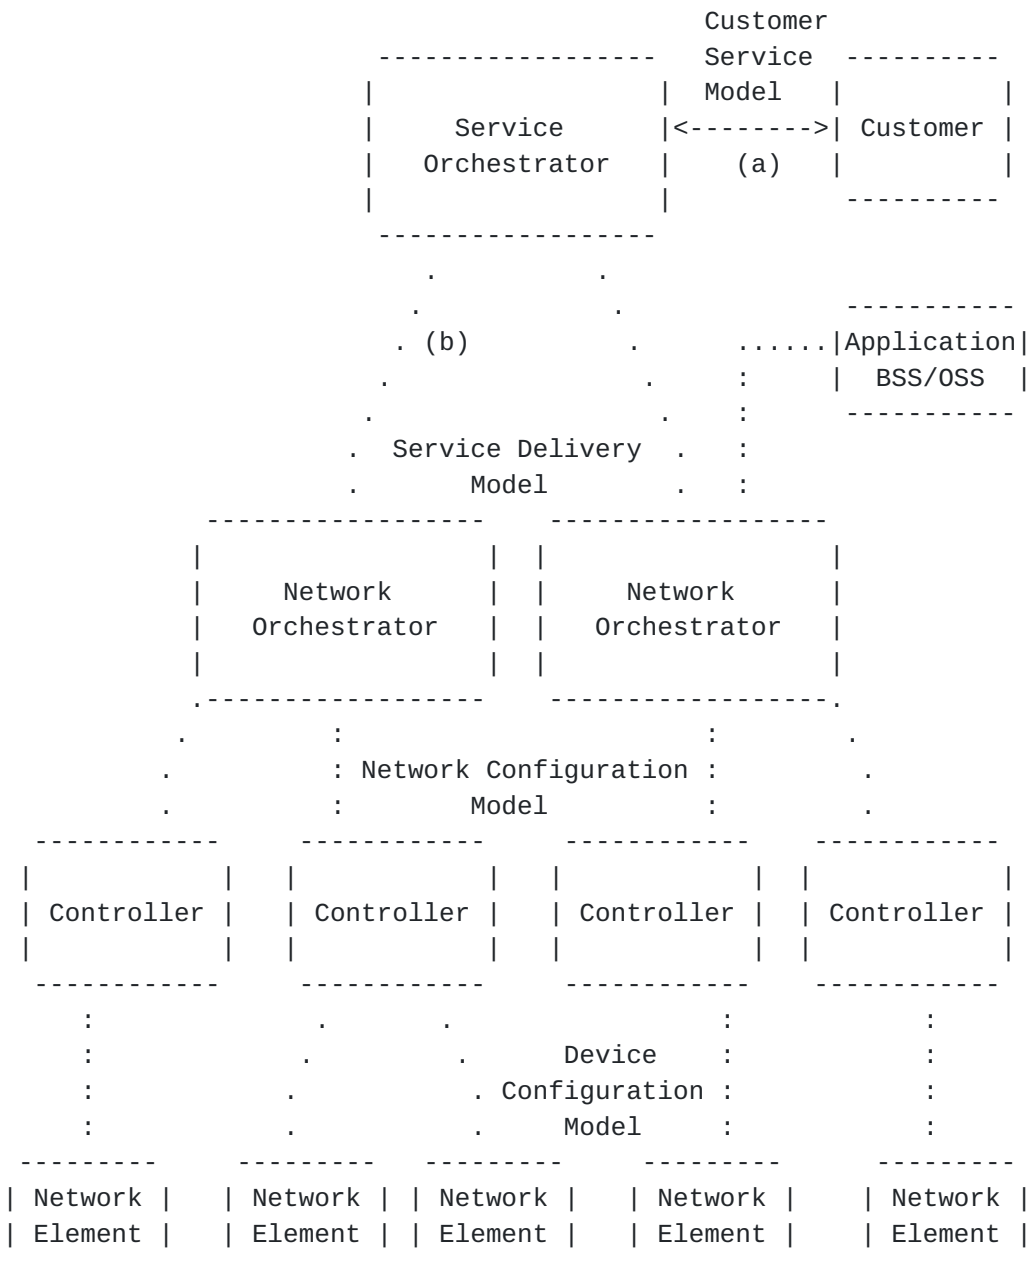 Customer
                        ------------------   Service  ----------
                       |                  |  Model   |          |
                       |     Service      |<-------->| Customer |
                       |   Orchestrator   |    (a)   |          |
                       |                  |           ----------
                        ------------------
                           .          .
                          .            .              -----------
                         . (b)          .      ......|Application|
                        .                .     :     |  BSS/OSS  |
                       .                  .    :      -----------
                      .  Service Delivery  .   :
                      .       Model        .   :
             ------------------    ------------------
            |                  |  |                  |
            |     Network      |  |     Network      |
            |   Orchestrator   |  |   Orchestrator   |
            |                  |  |                  |
            .------------------    ------------------.
           .         :                       :        .
          .          : Network Configuration :         .
          .          :        Model          :         .
  ------------     ------------     ------------    ------------
 |            |   |            |   |            |  |            |
 | Controller |   | Controller |   | Controller |  | Controller |
 |            |   |            |   |            |  |            |
  ------------     ------------     ------------    ------------
     :              .       .                 :            :
     :             .         .      Device    :            :
     :            .           . Configuration :            :
     :            .           .     Model     :            :
 ---------     ---------   ---------     ---------      ---------
| Network |   | Network | | Network |   | Network |    | Network |
| Element |   | Element | | Element |   | Element |    | Element |